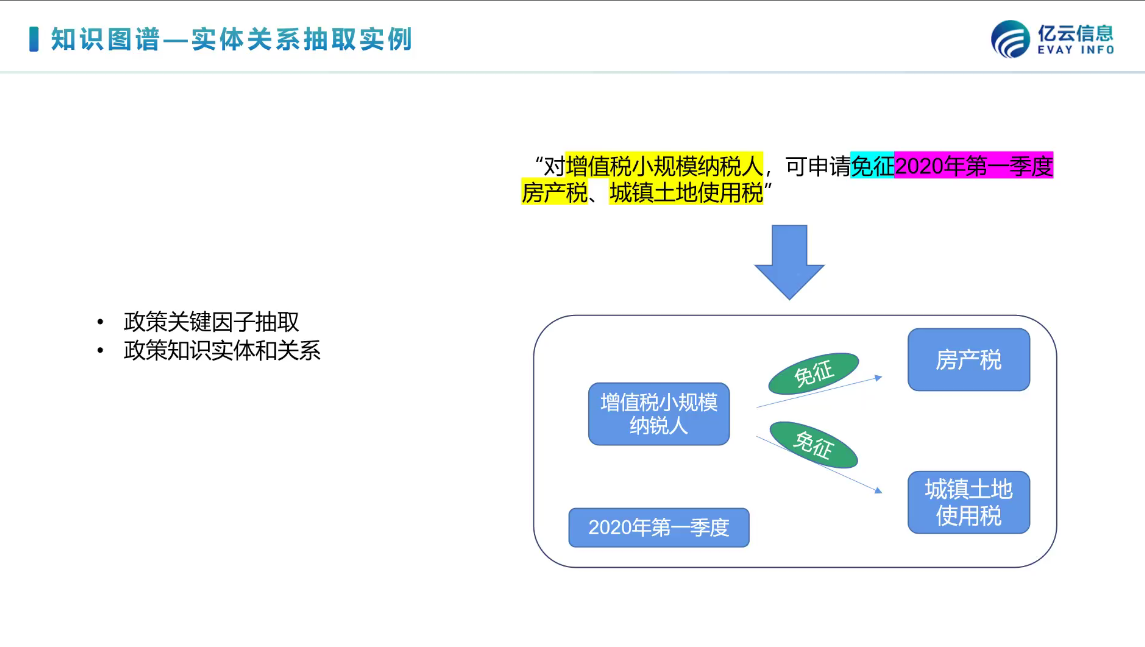 知识图谱—实体关系抽取实例
亿云信息
EVAY INFO
“对增值税小规模纳税人，可申请免征2020年第一季度
房产税、城镇土地使用税”
• 政策关键因子抽取
• 政策知识实体和关系
免征
房产税
增值税小规模
纳锐人
免征
城镇土地
使用税
2020年第一季度